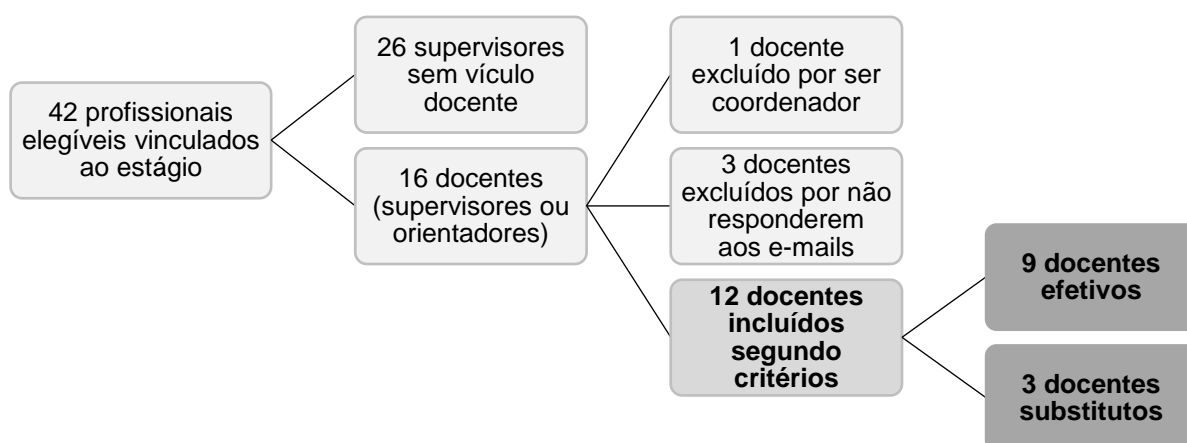 42 profissionais
elegíveis vinculados
ao estágio
26 supervisores
sem vículo
docente
16 docentes
(supervisores ou
orientadores)
1 docente
excluído por ser
coordenador
3 docentes
excluídos por não
responderem
aos e-mails
12 docentes
incluídos
segundo
critérios
9 docentes
efetivos
3 docentes
substitutos